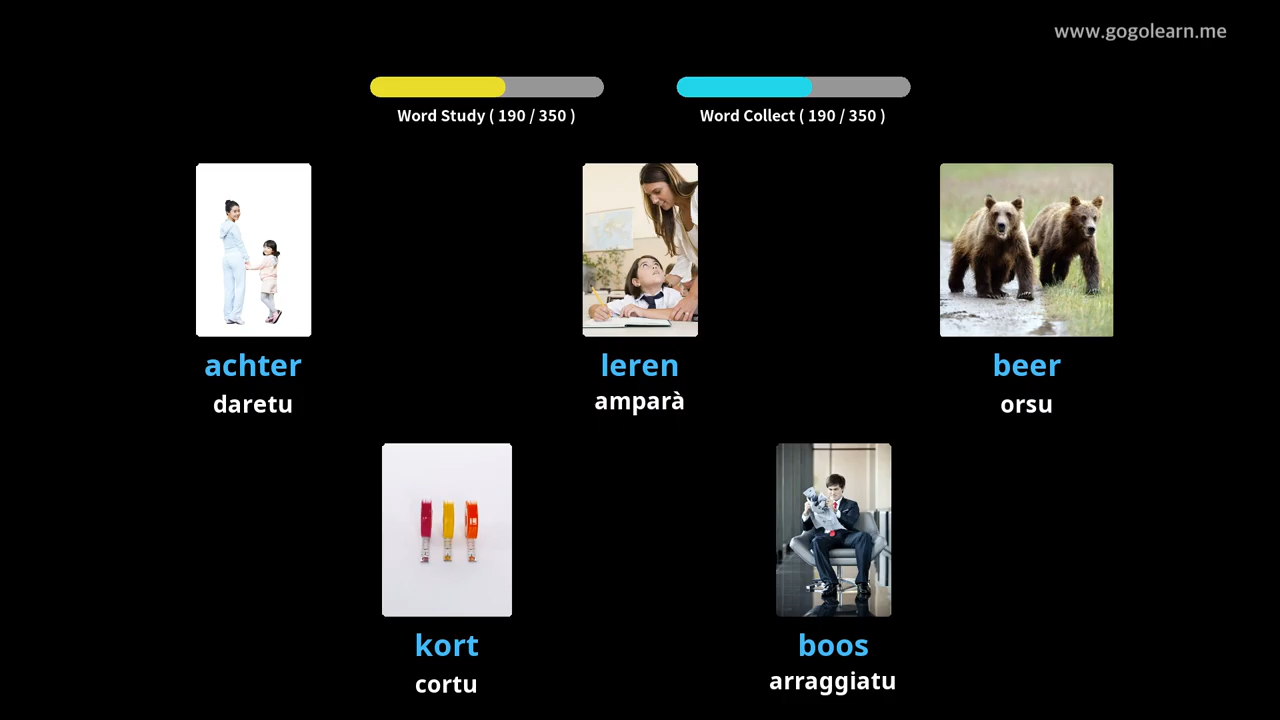 www.gogolearn.me
Word Study ( 190 / 350 )
Word Collect ( 190 / 350 )
achter
daretu
leren
amparà
beer
orsu
kort
cortu
boos
arraggiatu